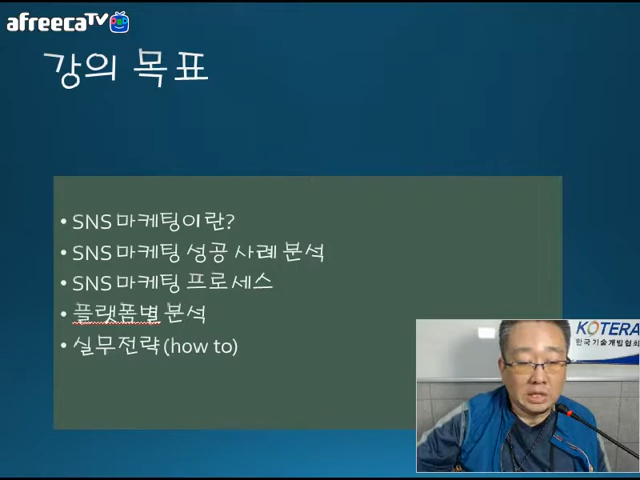 afreecaTV
강의 목표
• SNS 마케팅이란?
• SNS 마케팅 성공 사례 분석
• SNS 마케팅 프로세스
• 플랫폼별 분석
• 실무전략(how to)
KOTERA
한국기술개발협회